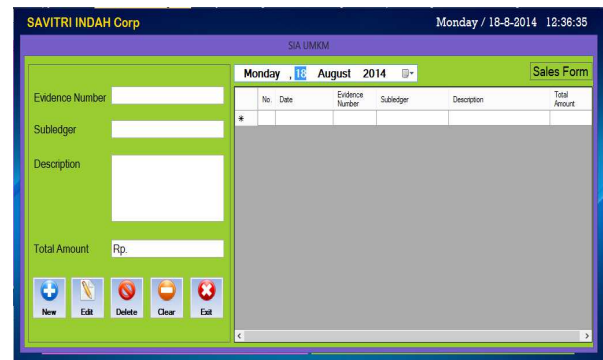 SAVITRI INDAH Corp Monday / 18-8-2014 12:36:35
SIA UMKM
Monday , 18 August 2014
Sales Form
Evidence Number
Subledger
Description
Total Amount Rp.
New Edit Delete Clear Exit
No. Date Evidence Number Subledger Description Total Amount
*